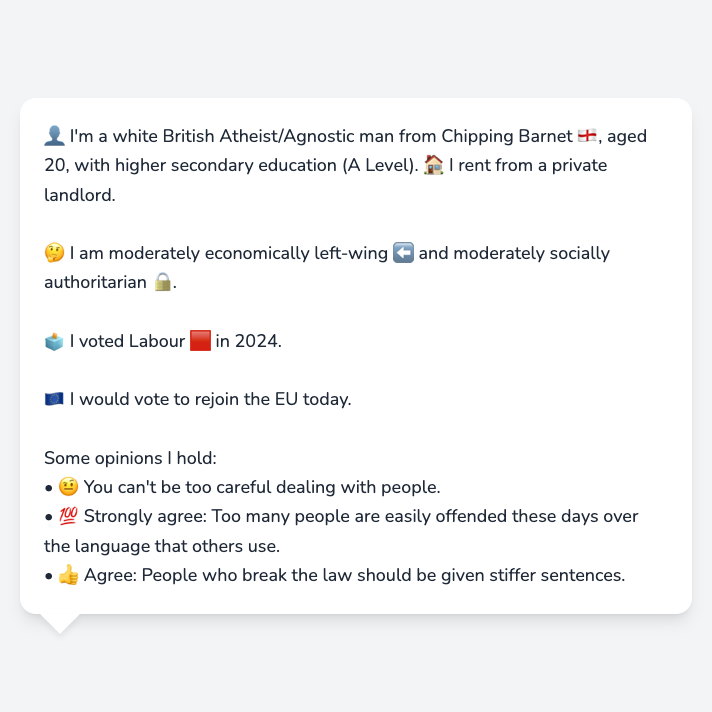 👤 I'm a white British Atheist/Agnostic man from Chipping Barnet 🏴󠁧󠁢󠁥󠁮󠁧󠁿, aged
20, with higher secondary education (A Level). 🏠 I rent from a private
landlord.
🤔 I am moderately economically left-wing ⬅️ and moderately socially
authoritarian 🔒.
🗳️ I voted Labour 🟥 in 2024.
🇪🇺 I would vote to rejoin the EU today.
Some opinions I hold:
• 🤨 You can't be too careful dealing with people.
• 💯 Strongly agree: Too many people are easily offended these days over
the language that others use.
• 👍 Agree: People who break the law should be given stiffer sentences.